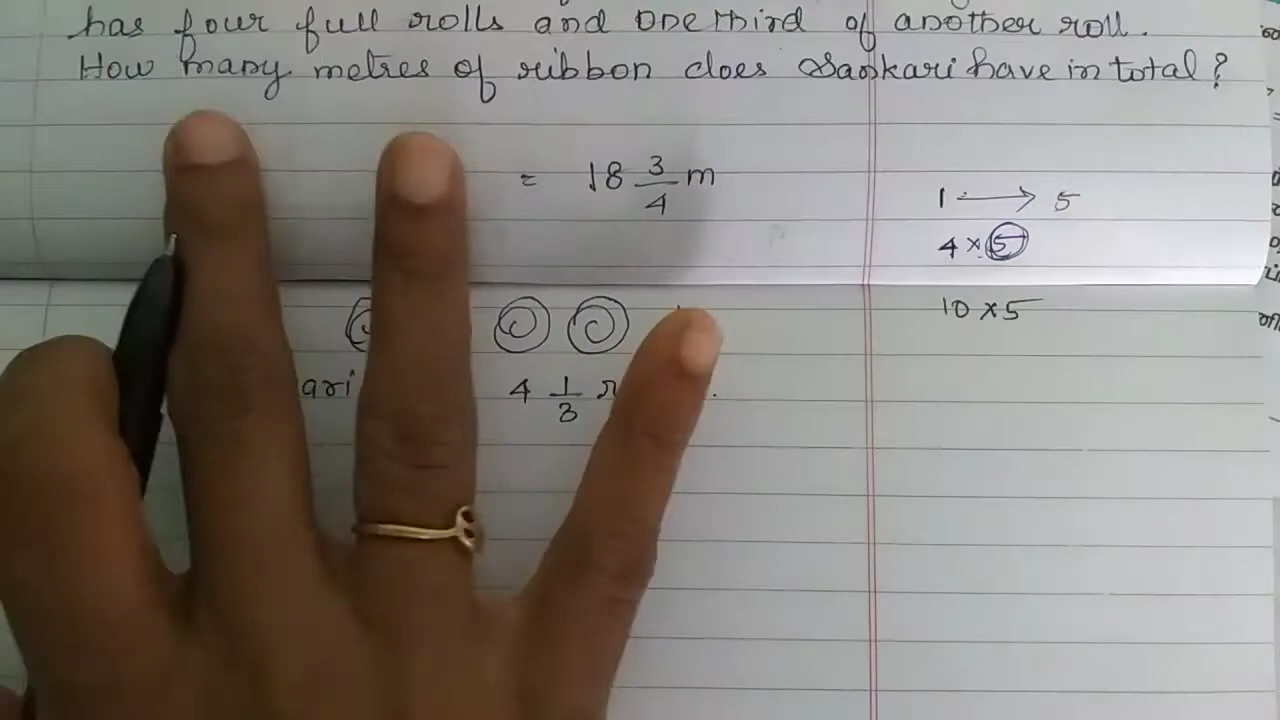 has four full rolls and one third of another roll.
How many metres of ribbon does Sankari have in total?
= 18 3/4 m
1 → 5
4 × 5
10 × 5
4 1/3